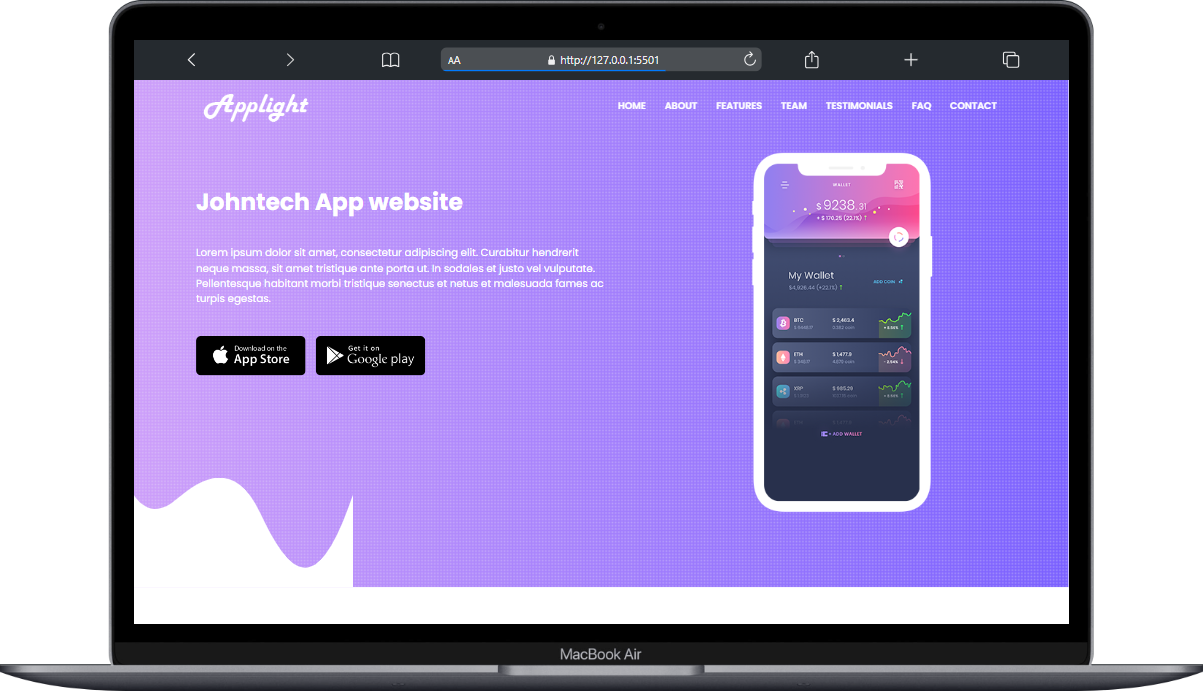 AA
http://127.0.0.1:5501
Applight
HOME ABOUT FEATURES TEAM TESTIMONIALS FAQ CONTACT
Johntech App website
Lorem ipsum dolor sit amet, consectetur adipiscing elit. Curabitur hendrerit
neque massa, sit amet tristique ante porta ut. In sodales et justo vel vulputate.
Pellentesque habitant morbi tristique senectus et netus et malesuada fames ac
turpis egestas.
Download on the
App Store
Get it on
Google play
WALLET
$ 9238.31
+ $ 170.25 (22.1%) ↑
My Wallet
ADD COIN
$4,926.44 (+22.1%) ↑
BTC $ 2,463.4
ETH $ 1,477.8
XRP
+ ADD WALLET
MacBook Air